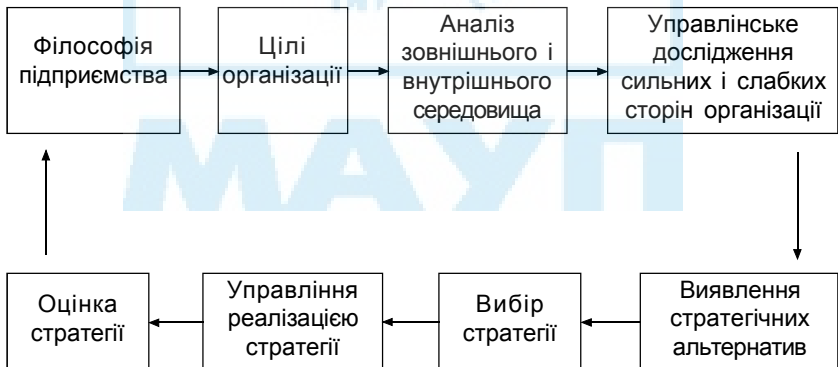 Філософія
підприємства
Цілі
організації
Аналіз
зовнішнього і
внутрішнього
середовища
Управлінське
дослідження
сильних і слабких
сторін організації
МАУП
Оцінка
стратегії
Управління
реалізацією
стратегії
Вибір
стратегії
Виявлення
стратегічних
альтернатив